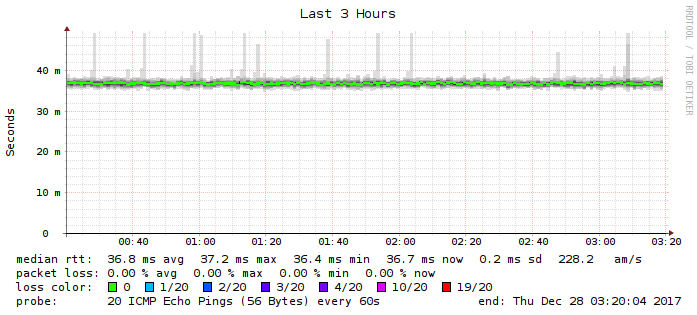 Last 3 Hours
RRDTOOL / TOBI OETIKER
Seconds
40 m
30 m
20 m
10 m
0
00:40 01:00 01:20 01:40 02:00 02:20 02:40 03:00 03:20
median rtt: 36.8 ms avg 37.2 ms max 36.4 ms min 36.7 ms now 0.2 ms sd 228.2 am/s
packet loss: 0.00 % avg 0.00 % max 0.00 % min 0.00 % now
loss color: 0 1/20 2/20 3/20 4/20 10/20 19/20
probe: 20 ICMP Echo Pings (56 Bytes) every 60s end: Thu Dec 28 03:20:04 2017